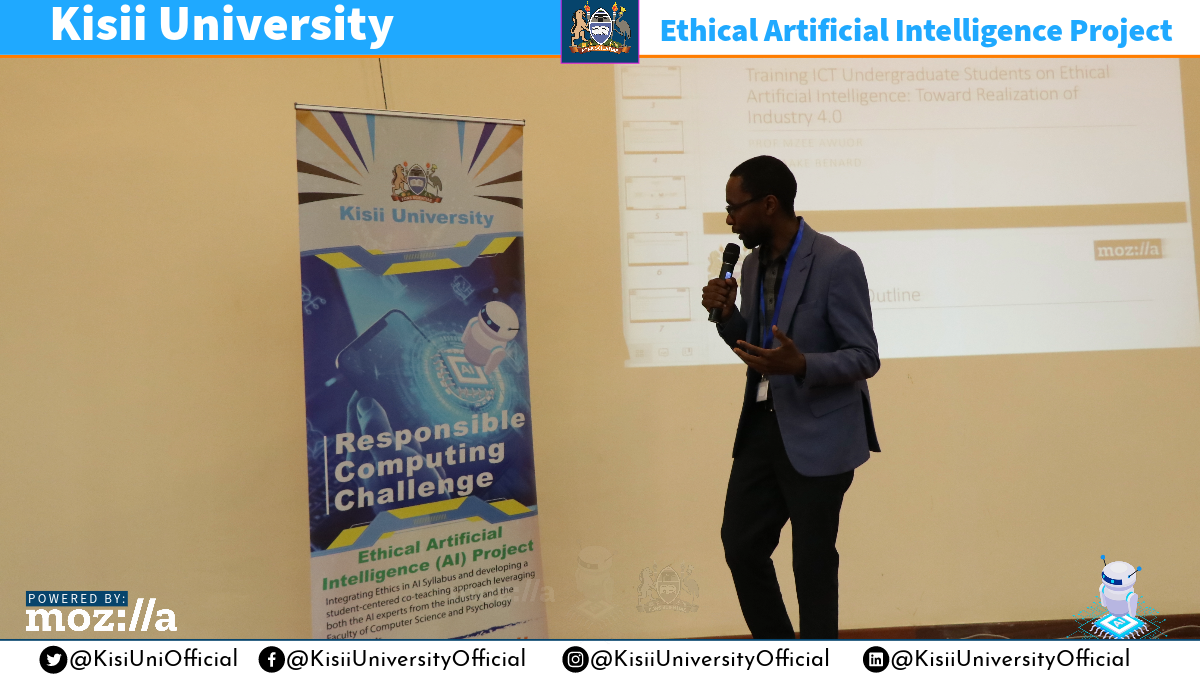 Kisii University
Ethical Artificial Intelligence Project
Training ICT Undergraduate Students on Ethical
Artificial Intelligence: Toward Realization of
Industry 4.0
moz://a
Outline
Kisii University
AI
Responsible
Computing
Challenge
Ethical Artificial
Intelligence (AI) Project
Integrating Ethics in AI Syllabus and developing a
student-centered co-teaching approach leveraging
both the AI experts from the industry and the
Faculty of Computer Science and Psychology
POWERED BY:
moz://a
@KisiUniOfficial
@KisiiUniversityOfficial
@KisiiUniversityOfficial
@KisiiUniversityOfficial